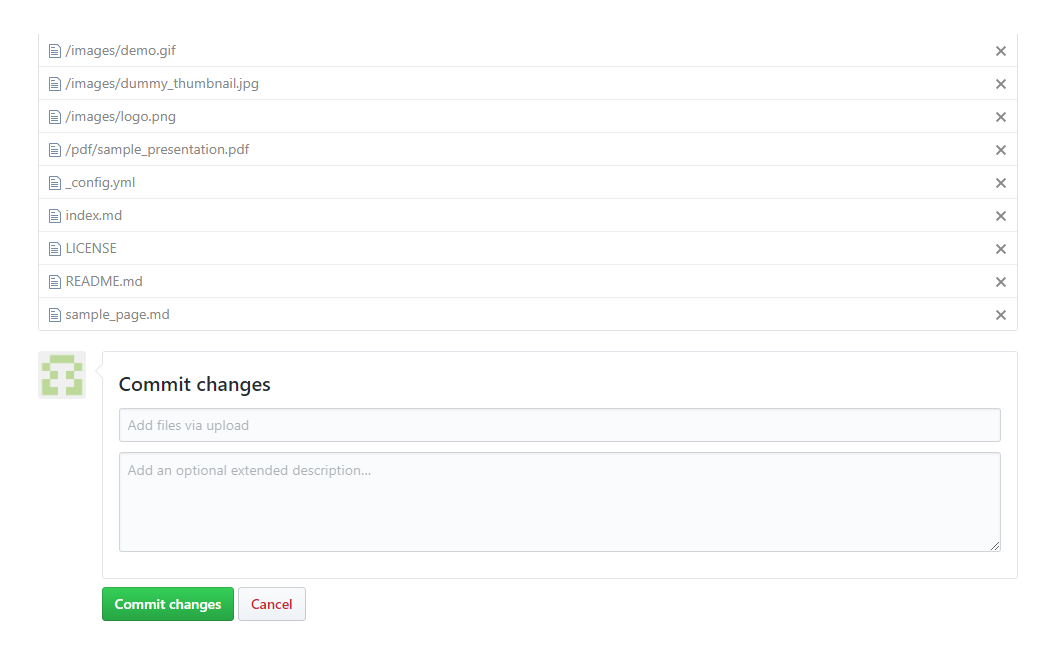 /images/demo.gif
/images/dummy_thumbnail.jpg
/images/logo.png
/pdf/sample_presentation.pdf
_config.yml
index.md
LICENSE
README.md
sample_page.md
Commit changes
Add files via upload
Add an optional extended description...
Commit changes Cancel